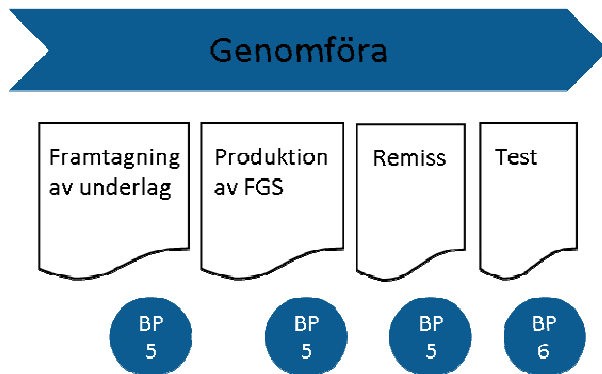 Genomföra
Framtagning
av underlag
Produktion
av FGS
Remiss
Test
BP
5
BP
5
BP
5
BP
6